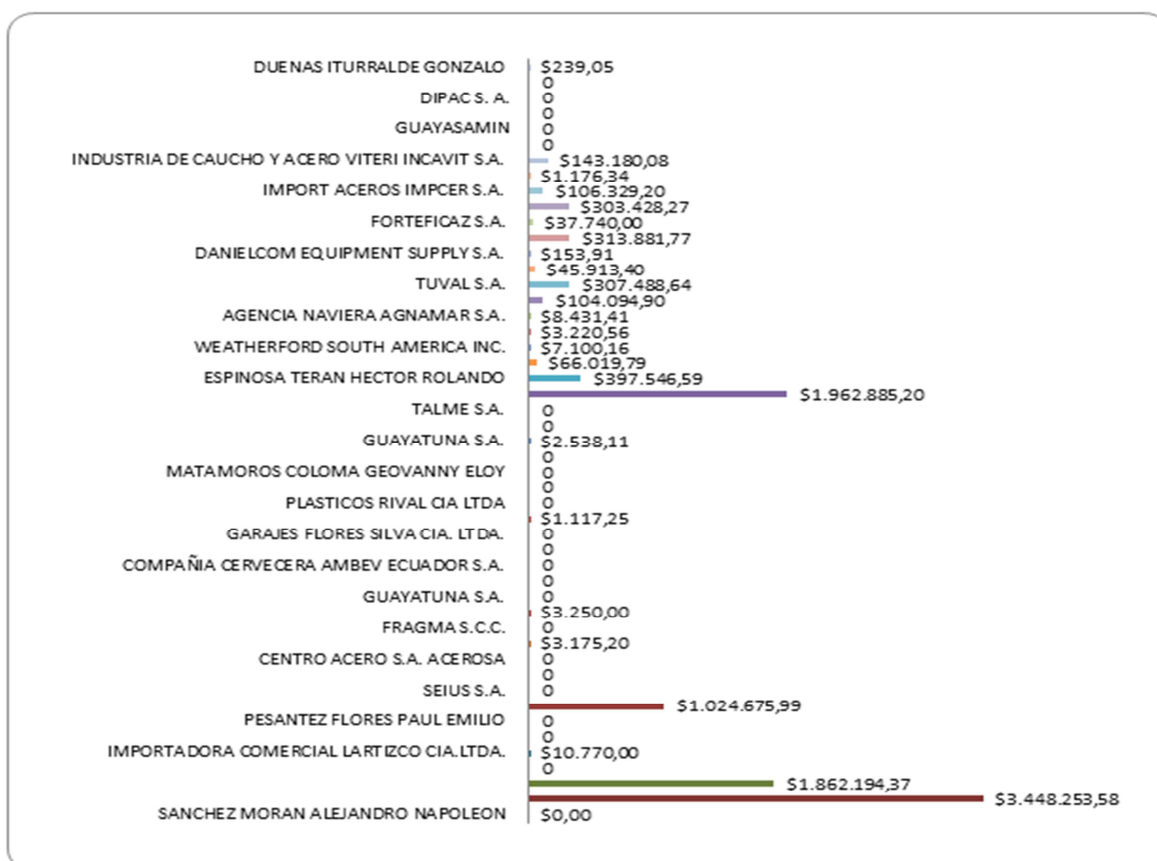 DUENAS ITURRALDE GONZALO $239,05
0
DIPAC S. A. 0
0
GUAYASAMIN 0
0
INDUSTRIA DE CAUCHO Y ACERO VITERI INCAVIT S.A. $143.180,08
$1.176,34
IMPORT ACEROS IMPCER S.A. $106.329,20
$303.428,27
FORTEFICAZ S.A. $37.740,00
$313.881,77
DANIELCOM EQUIPMENT SUPPLY S.A. $153,91
$45.913,40
TUVAL S.A. $307.488,64
$104.094,90
AGENCIA NAVIERA AGNAMAR S.A. $8.431,41
$3.220,56
WEATHERFORD SOUTH AMERICA INC. $7.100,16
$66.019,79
ESPINOSA TERAN HECTOR ROLANDO $397.546,59
$1.962.885,20
TALME S.A. 0
0
GUAYATUNA S.A. $2.538,11
0
MATAMOROS COLOMA GEOVANNY ELOY 0
0
PLASTICOS RIVAL CIA LTDA 0
$1.117,25
GARAJES FLORES SILVA CIA. LTDA. 0
0
COMPAÑIA CERVECERA AMBEV ECUADOR S.A. 0
0
GUAYATUNA S.A. 0
$3.250,00
FRAGMA S.C.C. 0
$3.175,20
CENTRO ACERO S.A. ACEROSA 0
0
SEIUS S.A. 0
$1.024.675,99
PESANTEZ FLORES PAUL EMILIO 0
0
IMPORTADORA COMERCIAL LARTIZCO CIA.LTDA. $10.770,00
0
$1.862.194,37
$3.448.253,58
SANCHEZ MORAN ALEJANDRO NAPOLEON $0,00